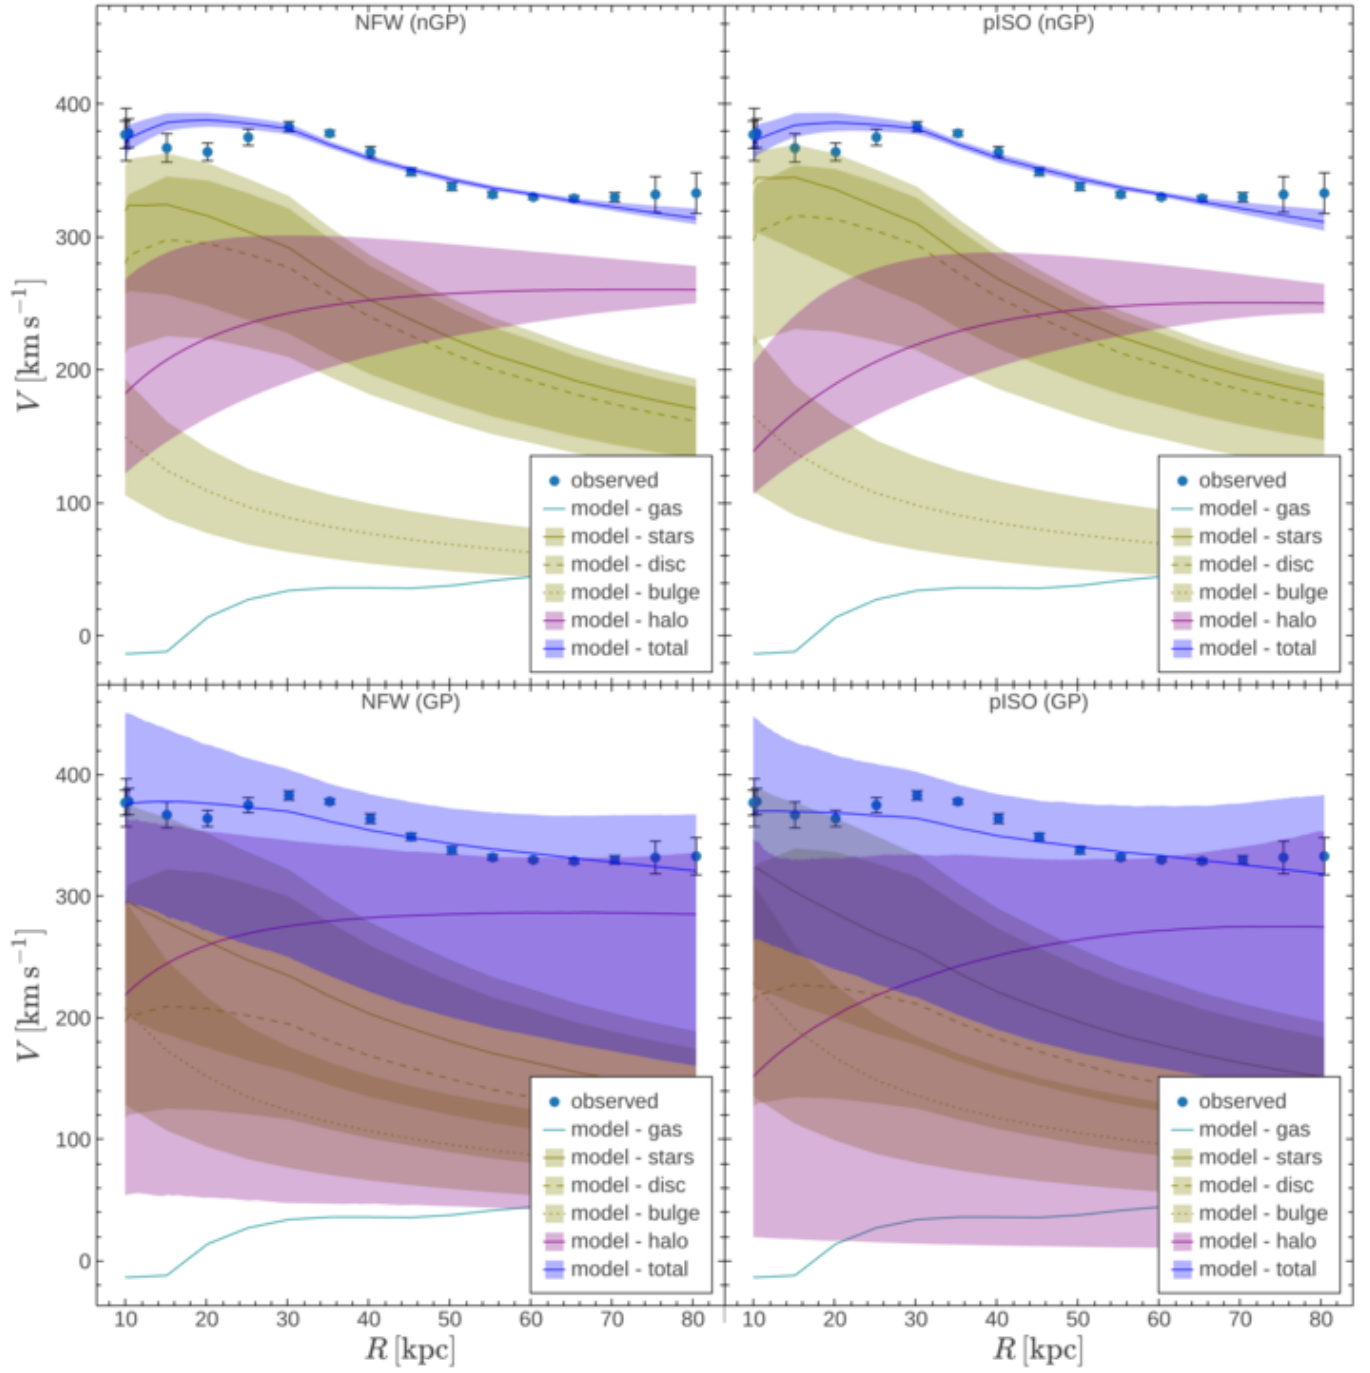 NFW (nGP)
pISO (nGP)
400
300
200
100
0
V [km s⁻¹]
observed
model - gas
model - stars
model - disc
model - bulge
model - halo
model - total
observed
model - gas
model - stars
model - disc
model - bulge
model - halo
model - total
NFW (GP)
pISO (GP)
400
300
200
100
0
V [km s⁻¹]
observed
model - gas
model - stars
model - disc
model - bulge
model - halo
model - total
observed
model - gas
model - stars
model - disc
model - bulge
model - halo
model - total
10 20 30 40 50 60 70 80
10 20 30 40 50 60 70 80
R [kpc]
R [kpc]